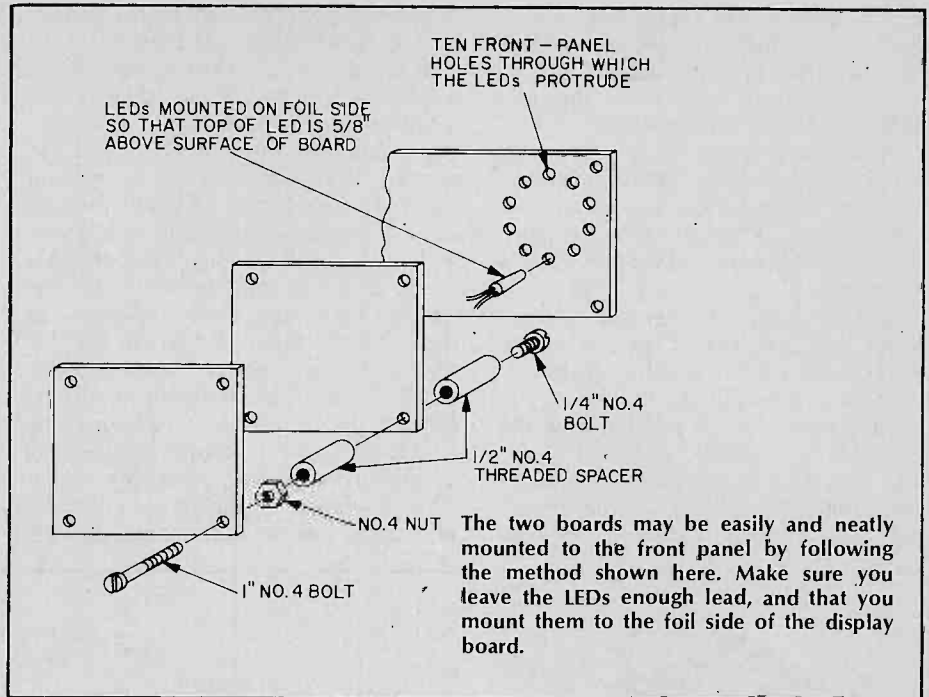 TEN FRONT – PANEL
HOLES THROUGH WHICH
THE LEDs PROTRUDE
LEDs MOUNTED ON FOIL SIDE
SO THAT TOP OF LED IS 5/8"
ABOVE SURFACE OF BOARD
1/4" NO.4
BOLT
1/2" NO.4
THREADED SPACER
NO.4 NUT
1" NO.4 BOLT
The two boards may be easily and neatly
mounted to the front panel by following
the method shown here. Make sure you
leave the LEDs enough lead, and that you
mount them to the foil side of the display
board.